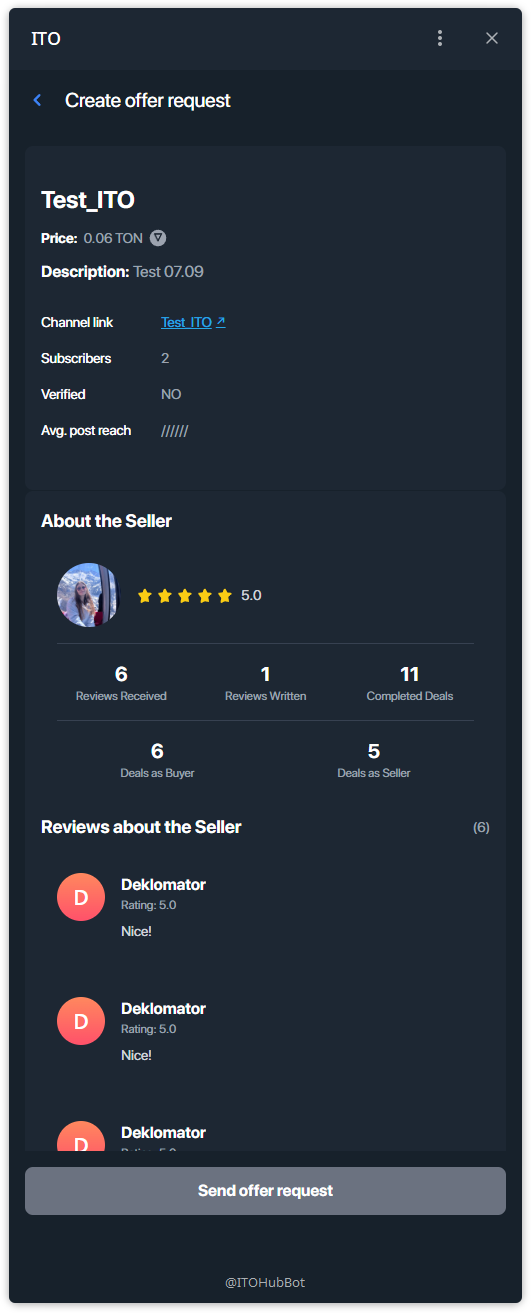 ITO
Create offer request
Test_ITO
Price: 0.06 TON
Description: Test 07.09
Channel link Test_ITO ↗
Subscribers 2
Verified NO
Avg. post reach //////
About the Seller
5.0
6 1 11
Reviews Received Reviews Written Completed Deals
6 5
Deals as Buyer Deals as Seller
Reviews about the Seller (6)
D Deklomator
Rating: 5.0
Nice!
D Deklomator
Rating: 5.0
Nice!
D Deklomator
Rating: 5.0
Send offer request
@ITOHubBot